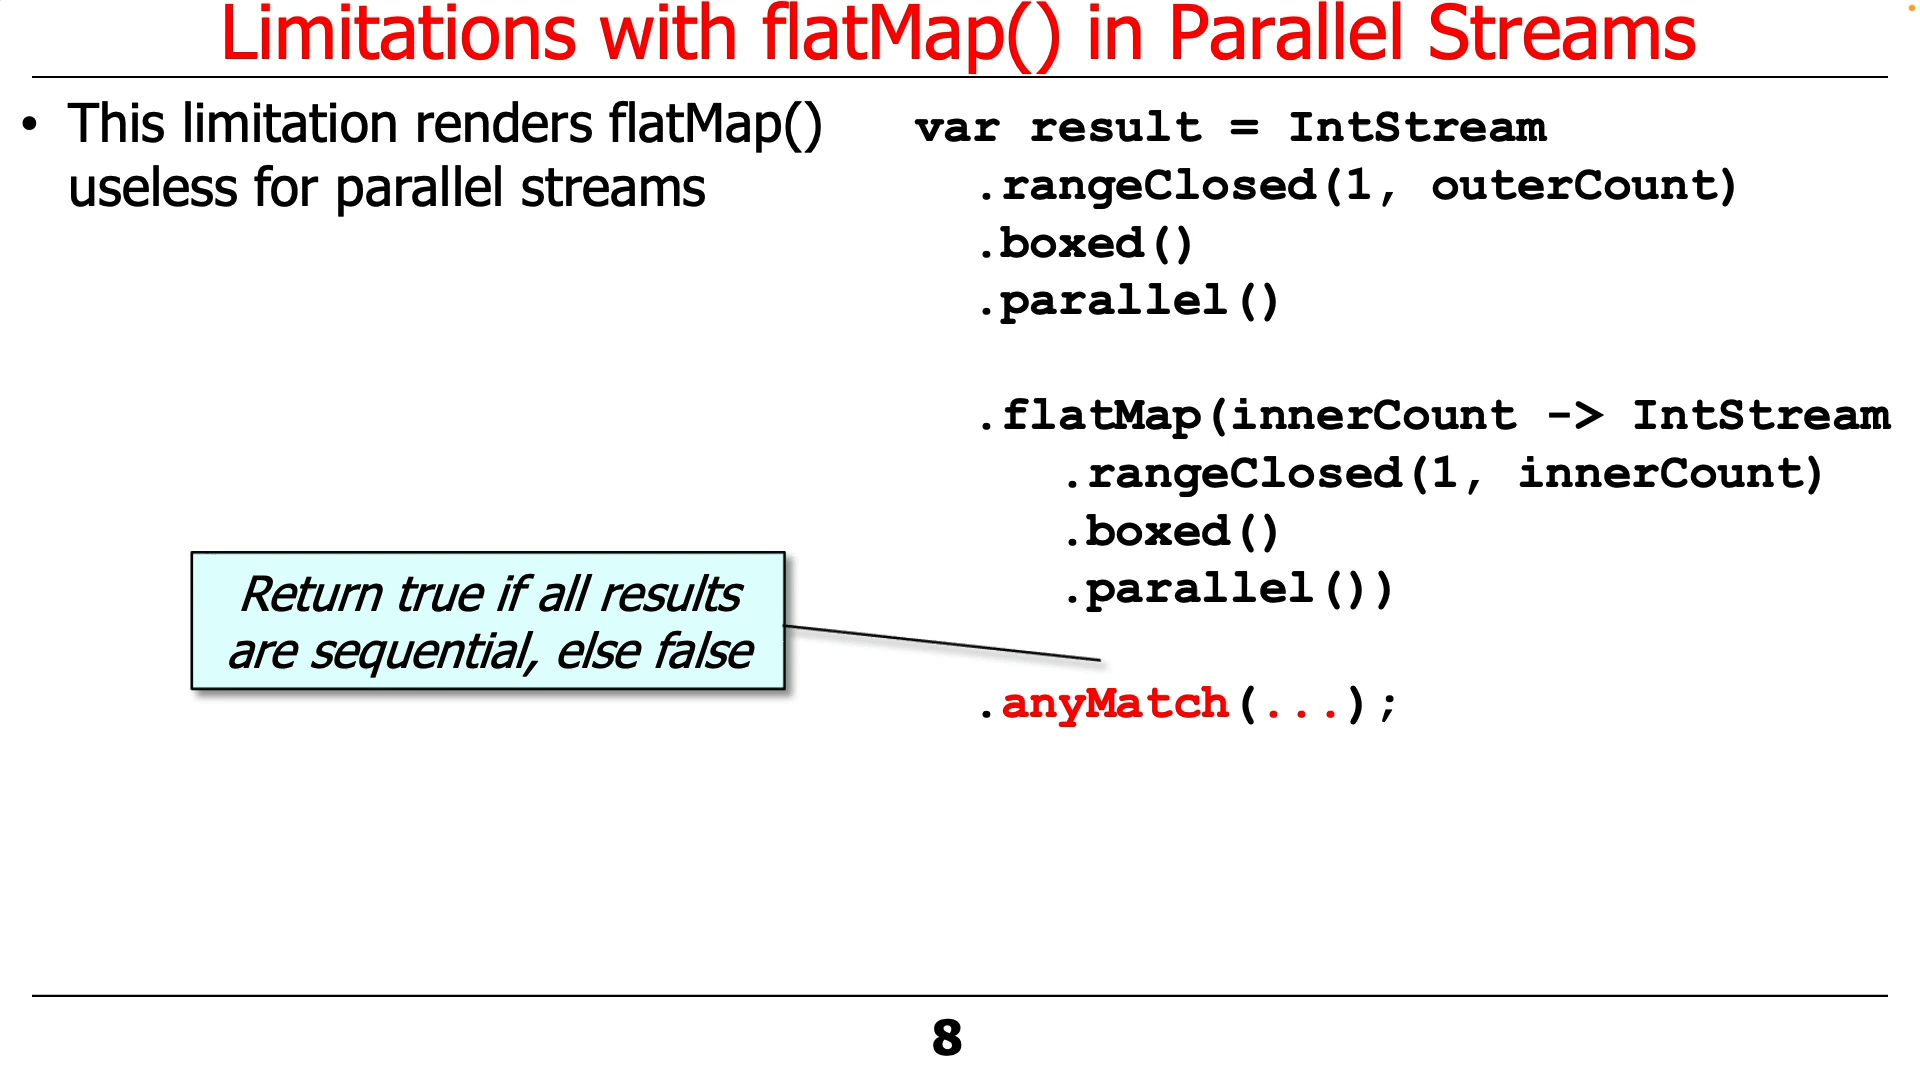 Limitations with flatMap() in Parallel Streams
• This limitation renders flatMap()
useless for parallel streams
var result = IntStream
.rangeClosed(1, outerCount)
.boxed()
.parallel()
.flatMap(innerCount -> IntStream
.rangeClosed(1, innerCount)
.boxed()
.parallel())
.anyMatch(...);
Return true if all results
are sequential, else false
8